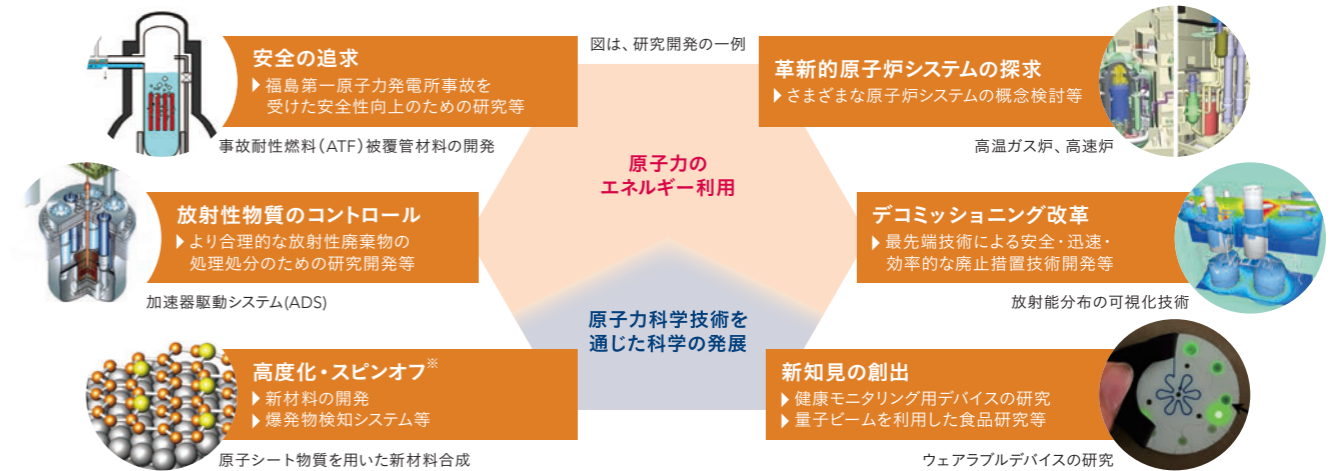 図は、研究開発の一例
安全の追求
▶福島第一原子力発電所事故を
受けた安全性向上のための研究等
事故耐性燃料(ATF)被覆管材料の開発
革新的原子炉システムの探求
▶さまざまな原子炉システムの概念検討等
高温ガス炉、高速炉
原子力の
エネルギー利用
放射性物質のコントロール
▶より合理的な放射性廃棄物の
処理処分のための研究開発等
加速器駆動システム(ADS)
デコミッショニング改革
▶最先端技術による安全・迅速・
効率的な廃止措置技術開発等
放射能分布の可視化技術
原子力科学技術を
通じた科学の発展
高度化・スピンオフ※
▶新材料の開発
▶爆発物検知システム等
原子シート物質を用いた新材料合成
新知見の創出
▶健康モニタリング用デバイスの研究
▶量子ビームを利用した食品研究等
ウェアラブルデバイスの研究